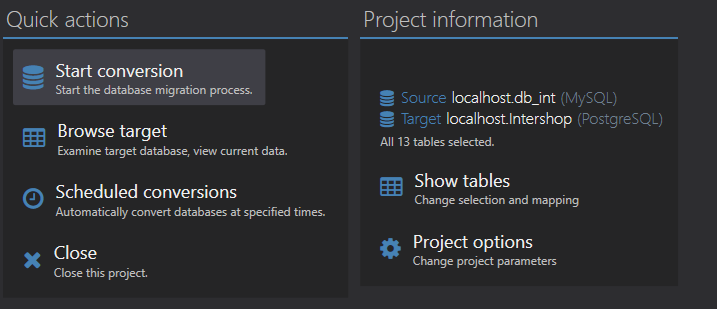 Quick actions
Start conversion
Start the database migration process.
Browse target
Examine target database, view current data.
Scheduled conversions
Automatically convert databases at specified times.
Close
Close this project.
Project information
Source localhost.db_int (MySQL)
Target localhost.Intershop (PostgreSQL)
All 13 tables selected.
Show tables
Change selection and mapping
Project options
Change project parameters